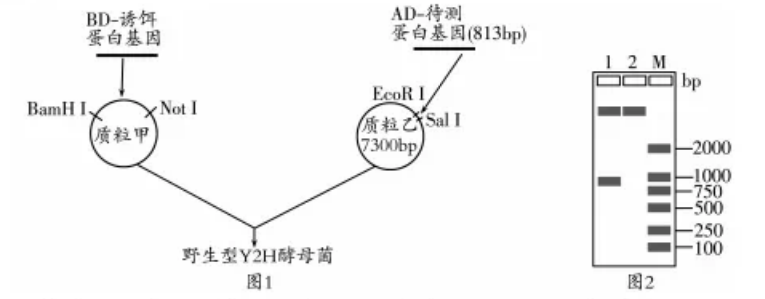 BD-诱饵
蛋白基因
AD-待测
蛋白基因(813bp)
BamH I
Not I
质粒甲
EcoR I
Sal I
质粒乙
7300bp
野生型Y2H酵母菌
图1
1 2 M
bp
2000
1000
750
500
250
100
图2